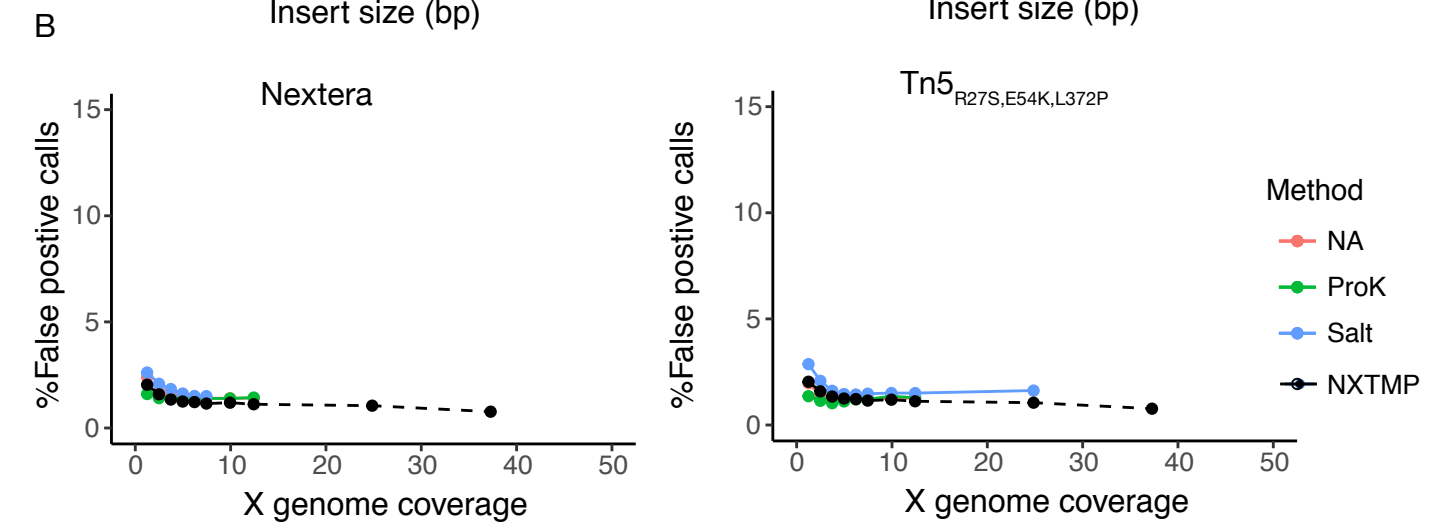 Insert size (bp)
Insert size (bp)
B
Nextera
Tn5R27S,E54K,L372P
%False postive calls
15
10
5
0
0 10 20 30 40 50
X genome coverage
%False postive calls
15
10
5
0
0 10 20 30 40 50
X genome coverage
Method
NA
ProK
Salt
NXTMP